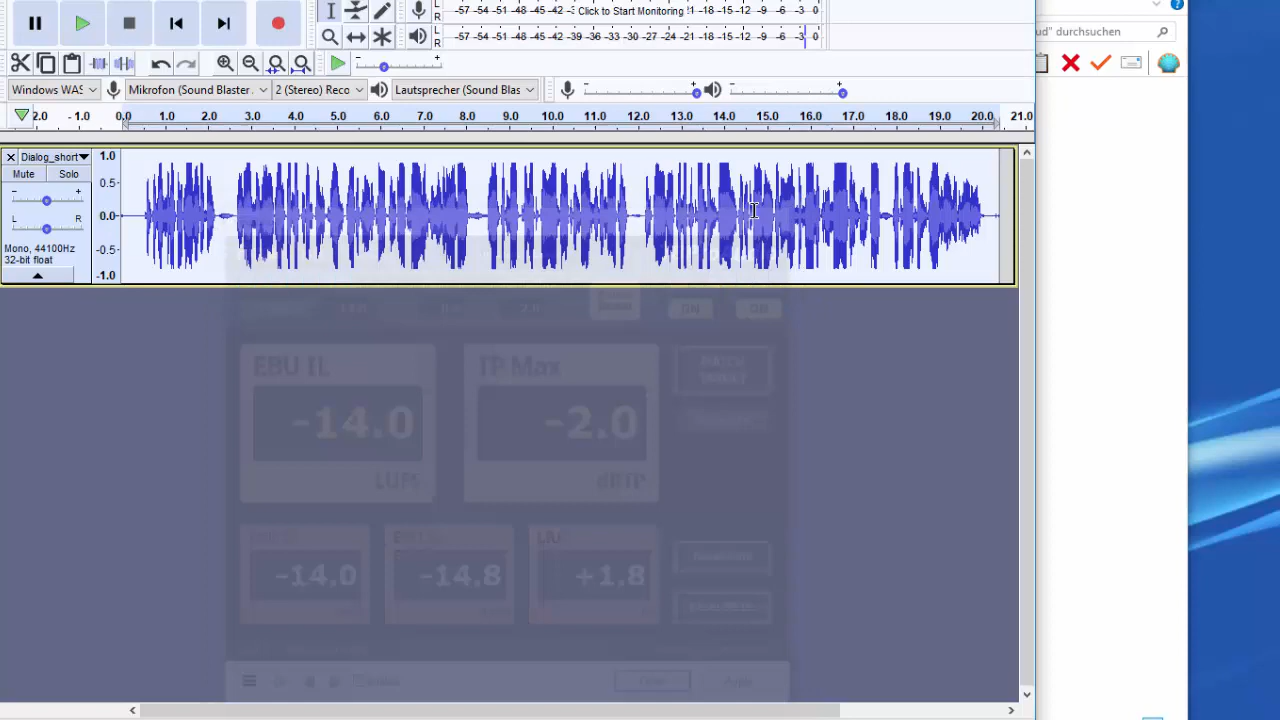 -57 -54 -51 -48 -45 -42 -3 Click to Start Monitoring !1 -18 -15 -12 -9 -6 -3 0
-57 -54 -51 -48 -45 -42 -39 -36 -33 -30 -27 -24 -21 -18 -15 -12 -9 -6 -3 0
L
R
L
R
ud" durchsuchen
Windows WAS
Mikrofon (Sound Blaster
2 (Stereo) Reco
Lautsprecher (Sound Blas
2.0 - 1.0 0.0 1.0 2.0 3.0 4.0 5.0 6.0 7.0 8.0 9.0 10.0 11.0 12.0 13.0 14.0 15.0 16.0 17.0 18.0 19.0 20.0 21.0
Dialog_short
Mute Solo
- +
L R
Mono, 44100Hz
32-bit float
1.0
0.5
0.0
-0.5
-1.0
EBU IL
TP Max
MATCH
TARGET
-14.0
-2.0
LUFS
dBTP
-14.0
-14.8
+1.8